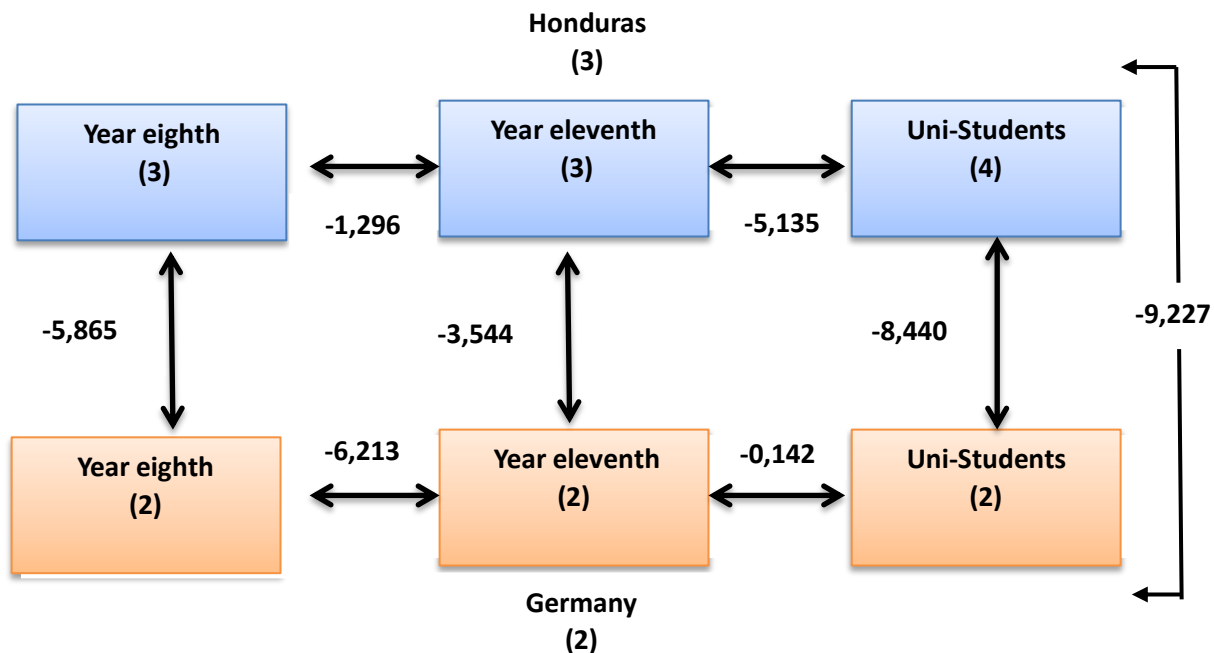 Honduras
(3)
Year eighth
(3)
Year eleventh
(3)
Uni-Students
(4)
-1,296
-5,135
-5,865
-3,544
-8,440
-9,227
-6,213
-0,142
Year eighth
(2)
Year eleventh
(2)
Uni-Students
(2)
Germany
(2)